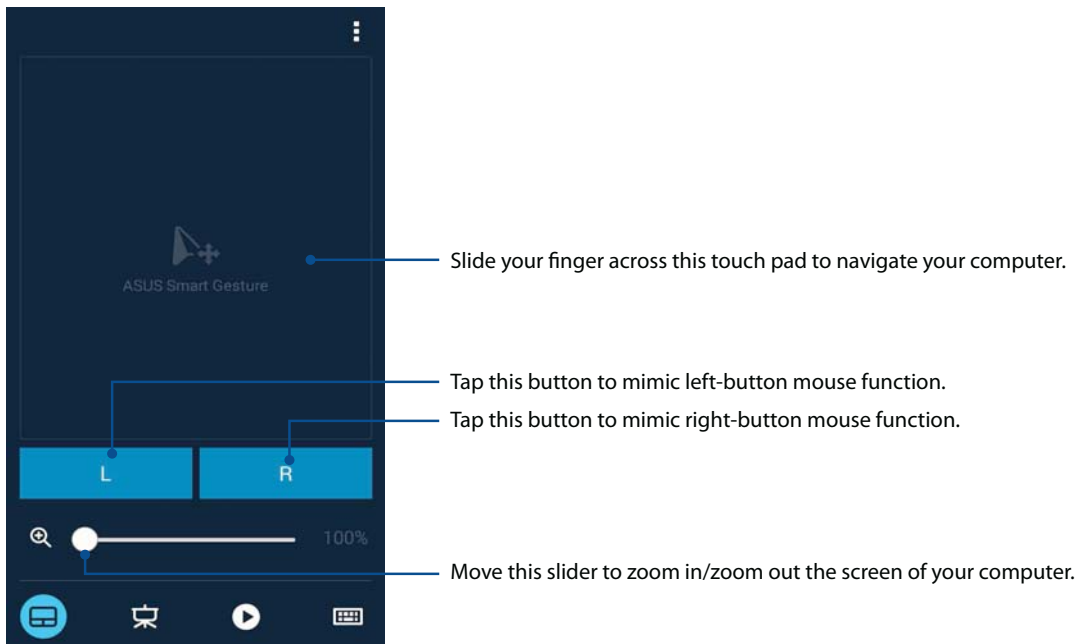 Slide your finger across this touch pad to navigate your computer.
ASUS Smart Gesture
Tap this button to mimic left-button mouse function.
Tap this button to mimic right-button mouse function.
L
R
100%
Move this slider to zoom in/zoom out the screen of your computer.